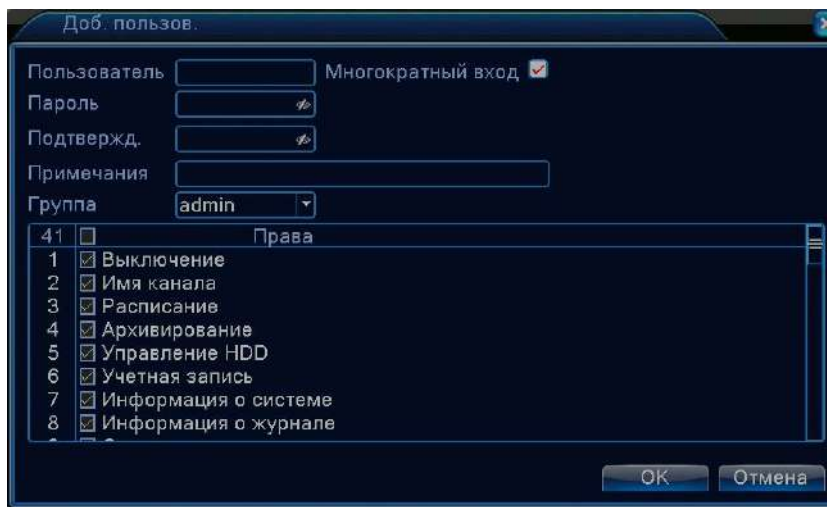 Доб. пользов.
Пользователь Многократный вход
Пароль
Подтвержд.
Примечания
Группа admin
41 Права
1 Выключение
2 Имя канала
3 Расписание
4 Архивирование
5 Управление HDD
6 Учетная запись
7 Информация о системе
8 Информация о журнале
OK Отмена